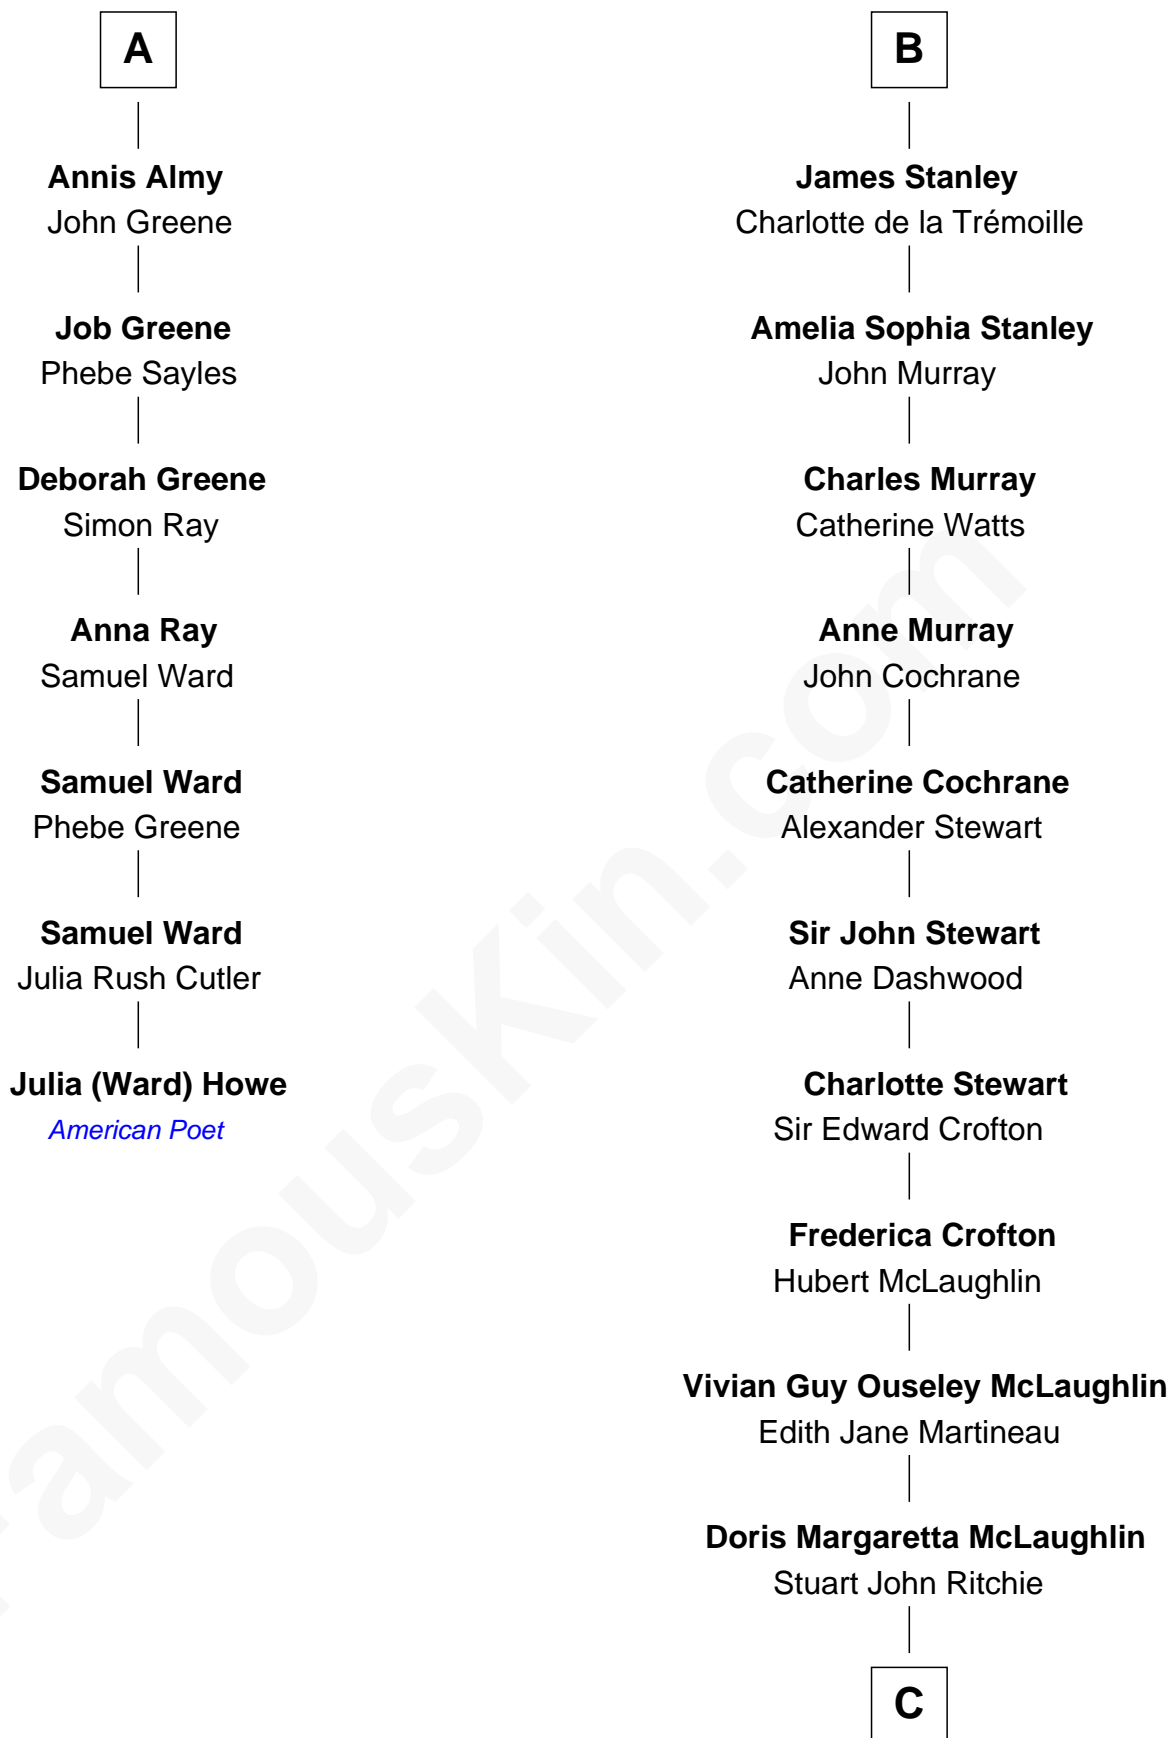 A
Annis Almy
John Greene
Job Greene
Phebe Sayles
Deborah Greene
Simon Ray
Anna Ray
Samuel Ward
Samuel Ward
Phebe Greene
Samuel Ward
Julia Rush Cutler
Julia (Ward) Howe
American Poet
B
James Stanley
Charlotte de la Trémoille
Amelia Sophia Stanley
John Murray
Charles Murray
Catherine Watts
Anne Murray
John Cochrane
Catherine Cochrane
Alexander Stewart
Sir John Stewart
Anne Dashwood
Charlotte Stewart
Sir Edward Crofton
Frederica Crofton
Hubert McLaughlin
Vivian Guy Ouseley McLaughlin
Edith Jane Martineau
Doris Margaretta McLaughlin
Stuart John Ritchie
C
FamousKin.com